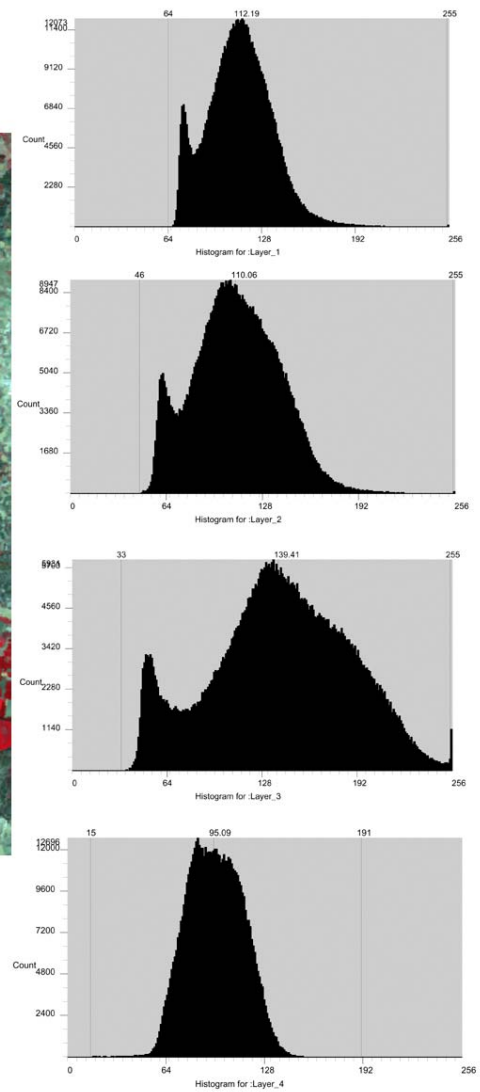 64 112.19 255
12073
11400
9120
6840
Count
4560
2280
0 64 128 192 256
Histogram for :Layer_1
46 110.06 255
8947
8400
6720
5040
Count
3360
1680
0 64 128 192 256
Histogram for :Layer_2
33 139.41 255
5700
4560
3420
Count
2280
1140
0 64 128 192 256
Histogram for :Layer_3
15 95.09 191
12000
9600
7200
Count
4800
2400
0 64 128 192 256
Histogram for :Layer_4